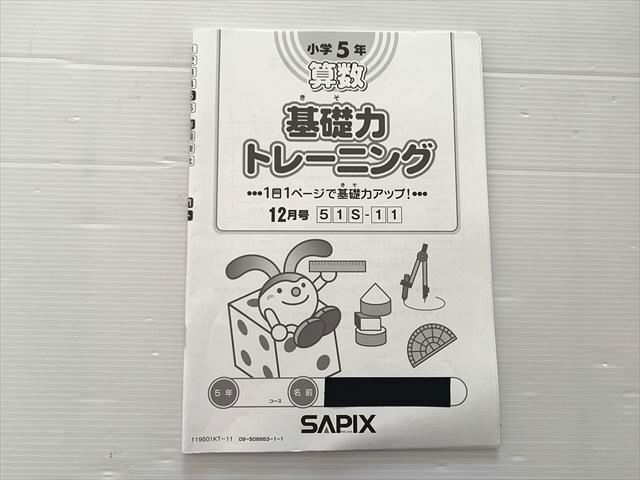 小学5年
算数
きそ
基礎力
トレーニング
•••1日1ページで基礎力アップ!•••
きそ
12月号 51S-11
5年
コース
名前
SAPIX
119501KT-11 09-508953-1-1